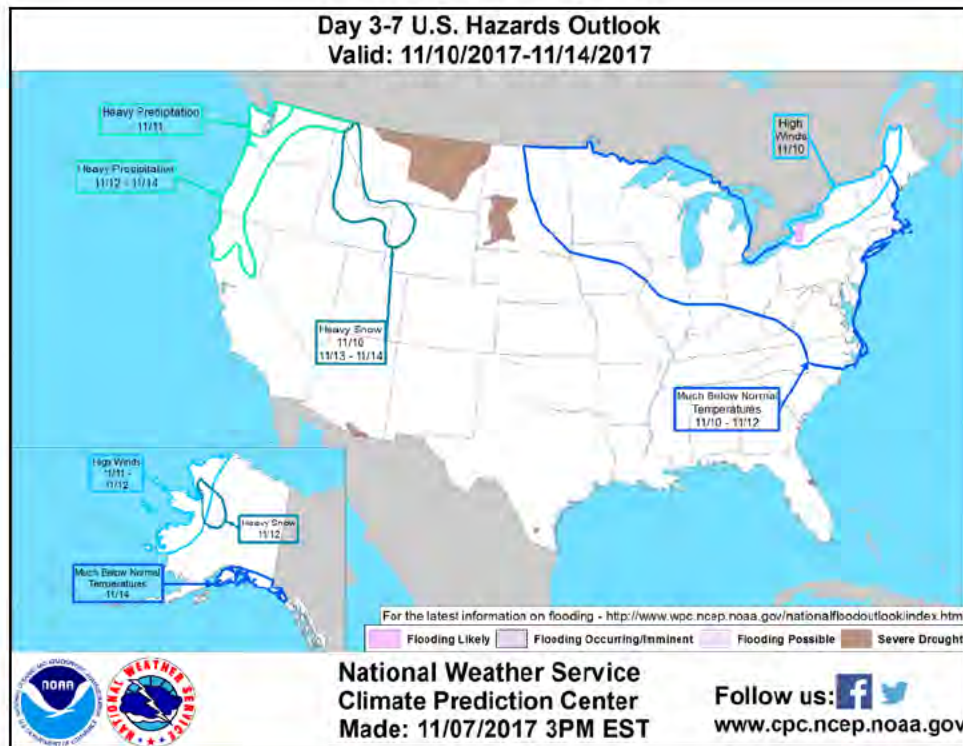 Day 3-7 U.S. Hazards Outlook
Valid: 11/10/2017-11/14/2017
Heavy Precipitation
11/11
Heavy Precipitation
11/12 - 11/14
High
Winds
11/10
Heavy Snow
11/10
11/13 - 11/14
Much Below Normal
Temperatures
11/10 - 11/12
High Winds
11/11 -
11/12
Heavy Snow
11/12
Much Below Normal
Temperatures
11/14
For the latest information on flooding - http://www.wpc.ncep.noaa.gov/nationalfloodoutlook/index.htm
Flooding Likely
Flooding Occurring/Imminent
Flooding Possible
Severe Drought
NOAA
NATIONAL WEATHER SERVICE
National Weather Service
Climate Prediction Center
Made: 11/07/2017 3PM EST
Follow us:
www.cpc.ncep.noaa.gov